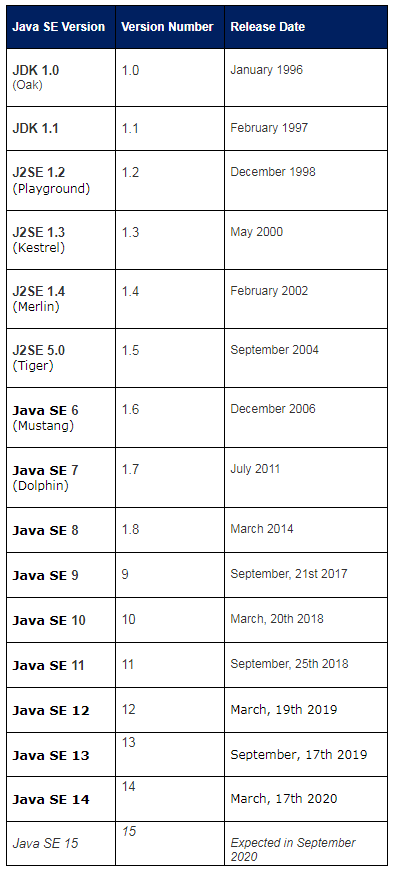 Java SE Version Version Number Release Date
JDK 1.0 1.0 January 1996
(Oak)
JDK 1.1 1.1 February 1997
J2SE 1.2 1.2 December 1998
(Playground)
J2SE 1.3 1.3 May 2000
(Kestrel)
J2SE 1.4 1.4 February 2002
(Merlin)
J2SE 5.0 1.5 September 2004
(Tiger)
Java SE 6 1.6 December 2006
(Mustang)
Java SE 7 1.7 July 2011
(Dolphin)
Java SE 8 1.8 March 2014
Java SE 9 9 September, 21st 2017
Java SE 10 10 March, 20th 2018
Java SE 11 11 September, 25th 2018
Java SE 12 12 March, 19th 2019
Java SE 13 13 September, 17th 2019
Java SE 14 14 March, 17th 2020
Java SE 15 15 Expected in September
2020